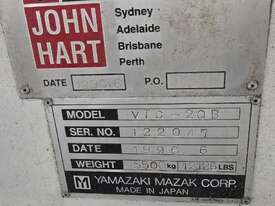 JOHN
HART
Sydney
Adelaide
Brisbane
Perth
DATE P.O.
MODEL VTC-20B
SER. NO. 122047
DATE 1996 6
WEIGHT kg LBS
YAMAZAKI MAZAK CORP.
MADE IN JAPAN